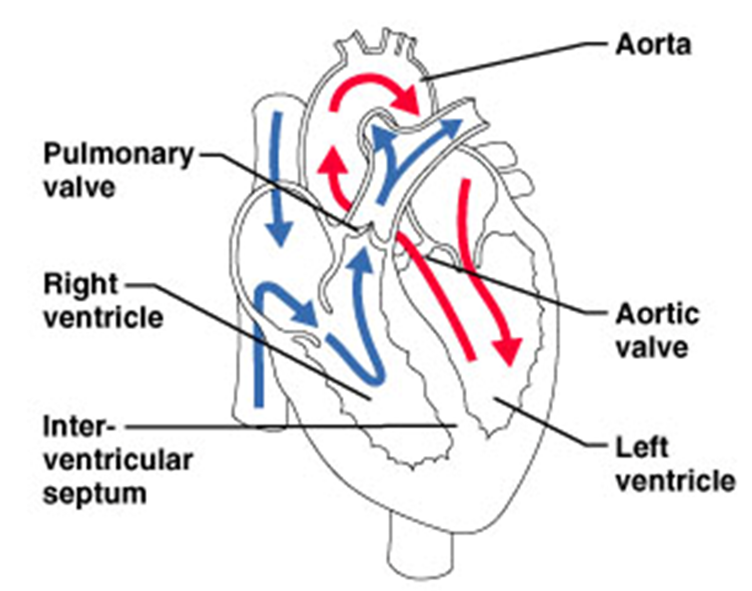 Aorta
Pulmonary
valve
Right
ventricle
Aortic
valve
Inter-
ventricular
septum
Left
ventricle